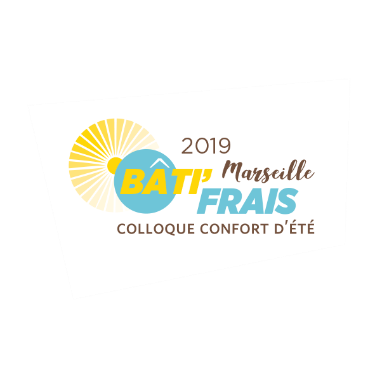 2019
Marseille
BÂTI'
FRAIS
COLLOQUE CONFORT D'ÉTÉ